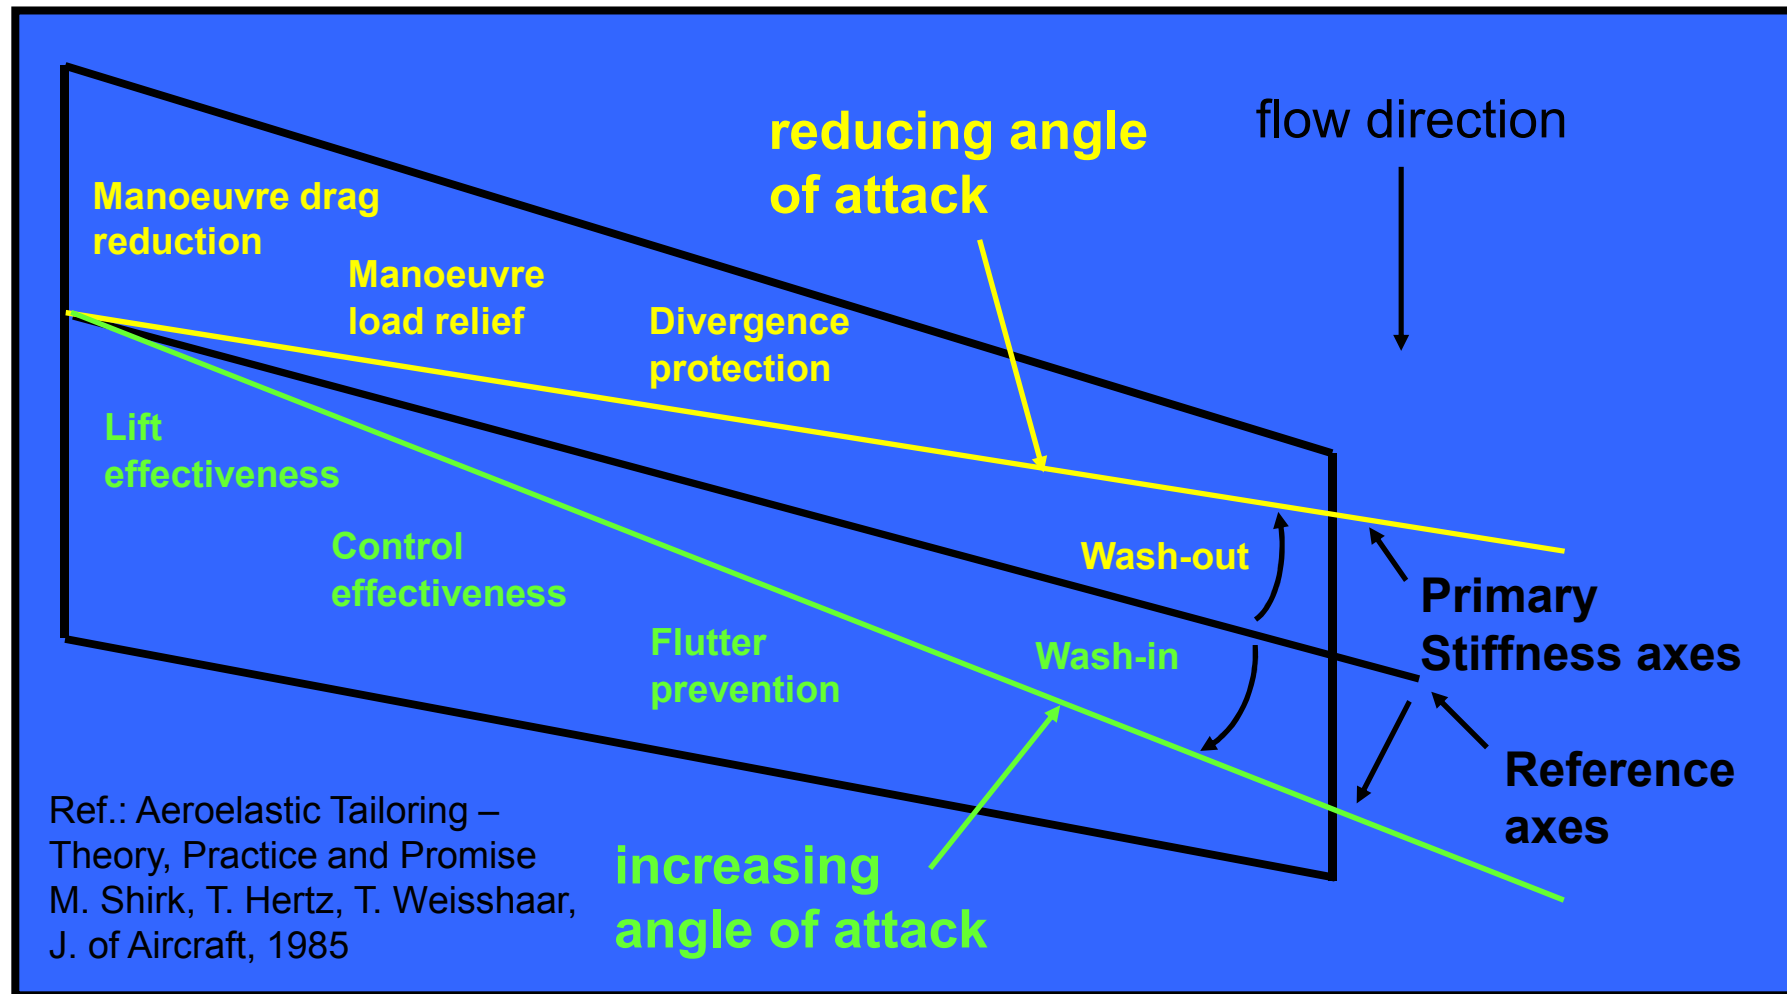 flow direction
reducing angle
of attack
Manoeuvre drag
reduction
Manoeuvre
load relief
Divergence
protection
Lift
effectiveness
Control
effectiveness
Flutter
prevention
Wash-out
Wash-in
Primary
Stiffness axes
Reference
axes
increasing
angle of attack
Ref.: Aeroelastic Tailoring –
Theory, Practice and Promise
M. Shirk, T. Hertz, T. Weisshaar,
J. of Aircraft, 1985